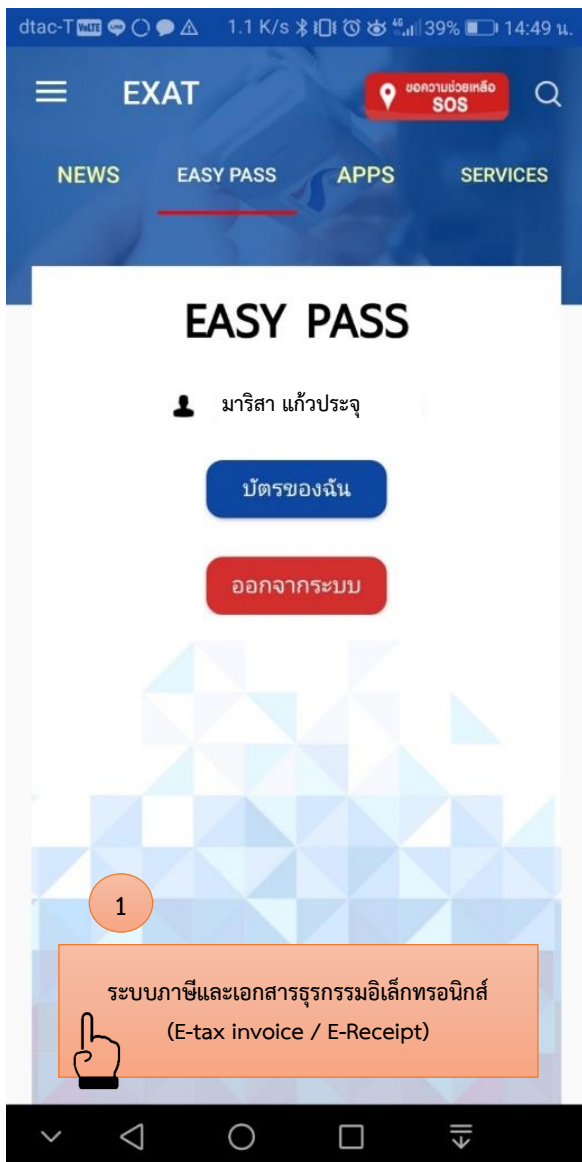 dtac-T VoLTE LINE 1.1 K/s 4G 39% 14:49 น.
EXAT
ขอความช่วยเหลือ
SOS
NEWS EASY PASS APPS SERVICES
EASY PASS
มาริสา แก้วประจุ
บัตรของฉัน
ออกจากระบบ
1
ระบบภาษีและเอกสารธุรกรรมอิเล็กทรอนิกส์
(E-tax invoice / E-Receipt)